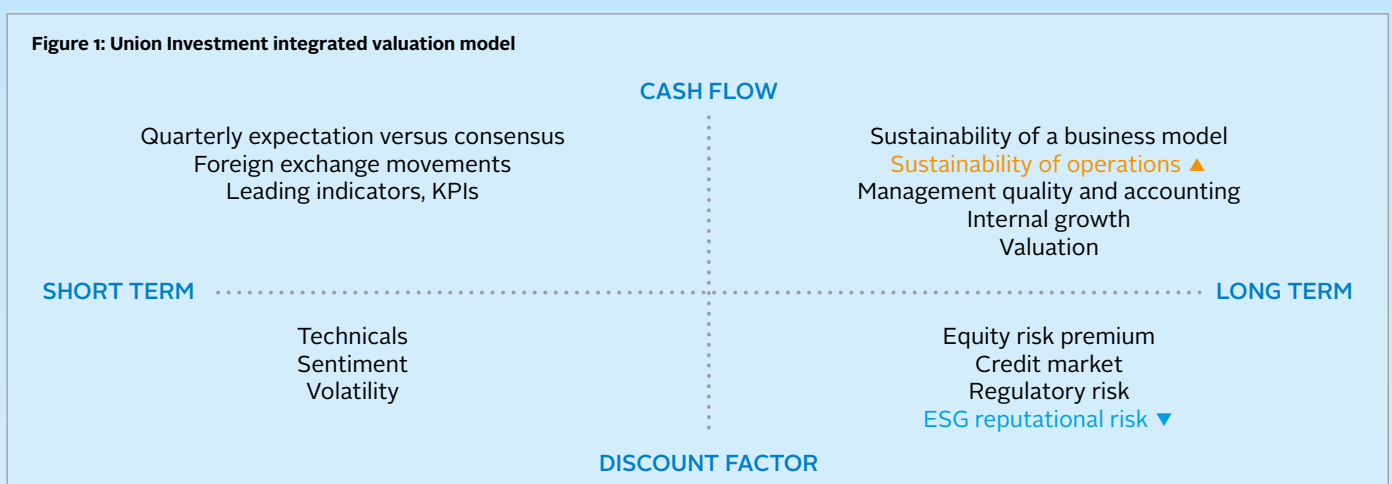 Figure 1: Union Investment integrated valuation model
CASH FLOW
Quarterly expectation versus consensus
Foreign exchange movements
Leading indicators, KPIs
Sustainability of a business model
Sustainability of operations ▲
Management quality and accounting
Internal growth
Valuation
SHORT TERM
LONG TERM
Technicals
Sentiment
Volatility
Equity risk premium
Credit market
Regulatory risk
ESG reputational risk ▼
DISCOUNT FACTOR